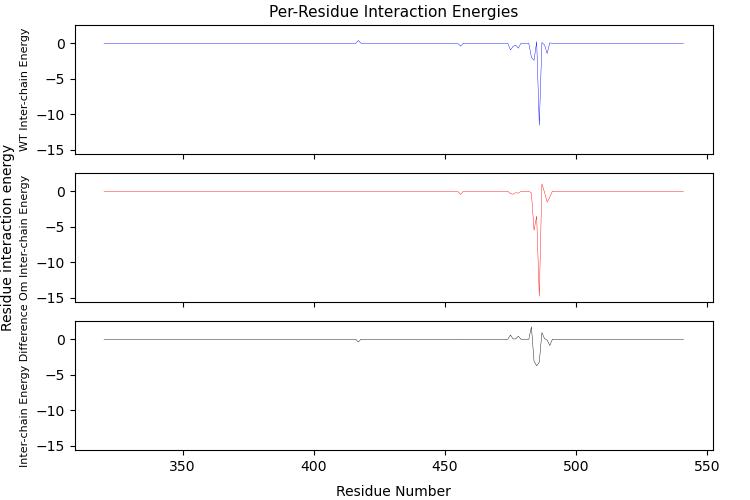 Per-Residue Interaction Energies
WT Inter-chain Energy
0
−5
−10
−15
Residue interaction energy
Om Inter-chain Energy
0
−5
−10
−15
Inter-chain Energy Difference
0
−5
−10
−15
350
400
450
500
550
Residue Number